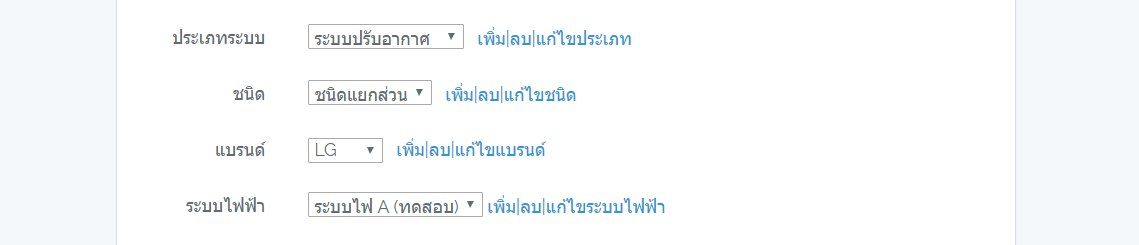 ประเภทระบบ ระบบปรับอากาศ เพิ่ม|ลบ|แก้ไขประเภท
ชนิด ชนิดแยกส่วน เพิ่ม|ลบ|แก้ไขชนิด
แบรนด์ LG เพิ่ม|ลบ|แก้ไขแบรนด์
ระบบไฟฟ้า ระบบไฟ A (ทดสอบ) เพิ่ม|ลบ|แก้ไขระบบไฟฟ้า